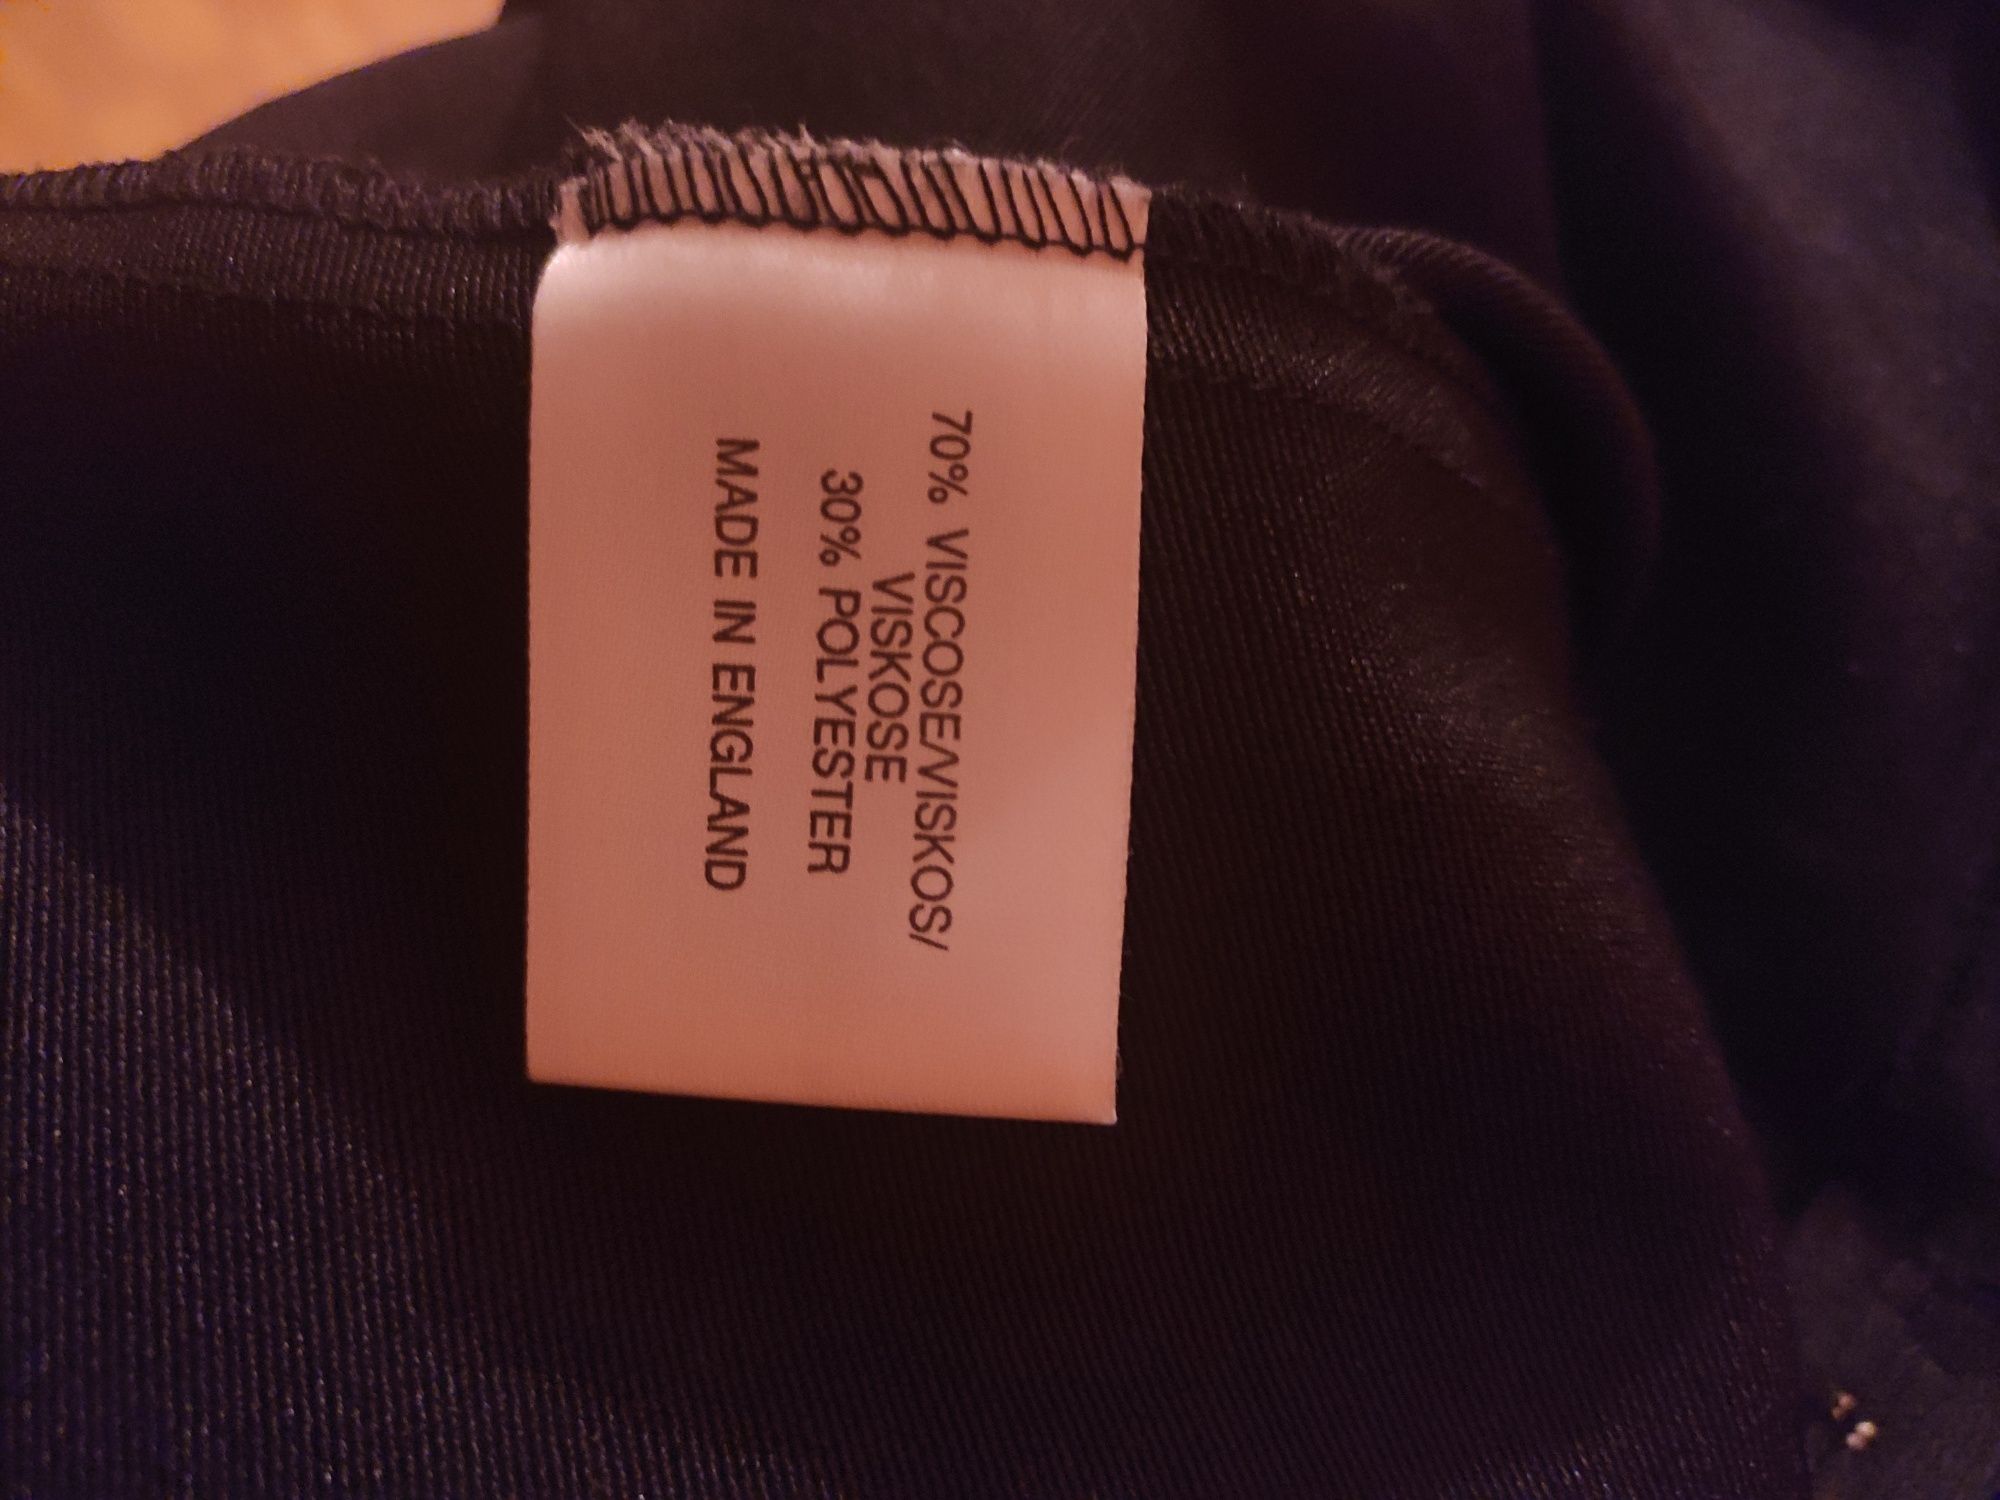 70% VISCOSE/VISKOS/
VISKOSE
30% POLYESTER
MADE IN ENGLAND